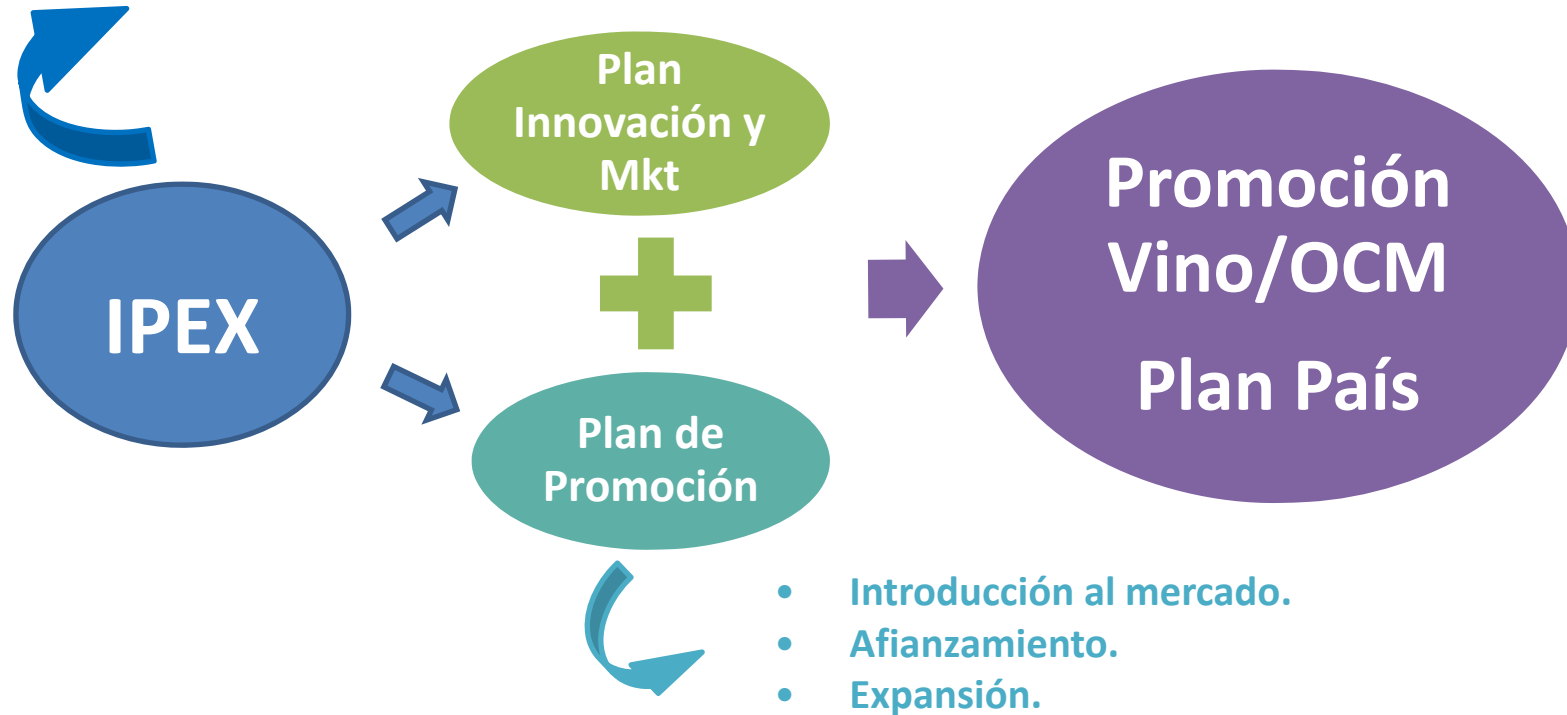 IPEX
Plan
Innovación y
Mkt
Plan de
Promoción
Promoción
Vino/OCM
Plan País
• Introducción al mercado.
• Afianzamiento.
• Expansión.